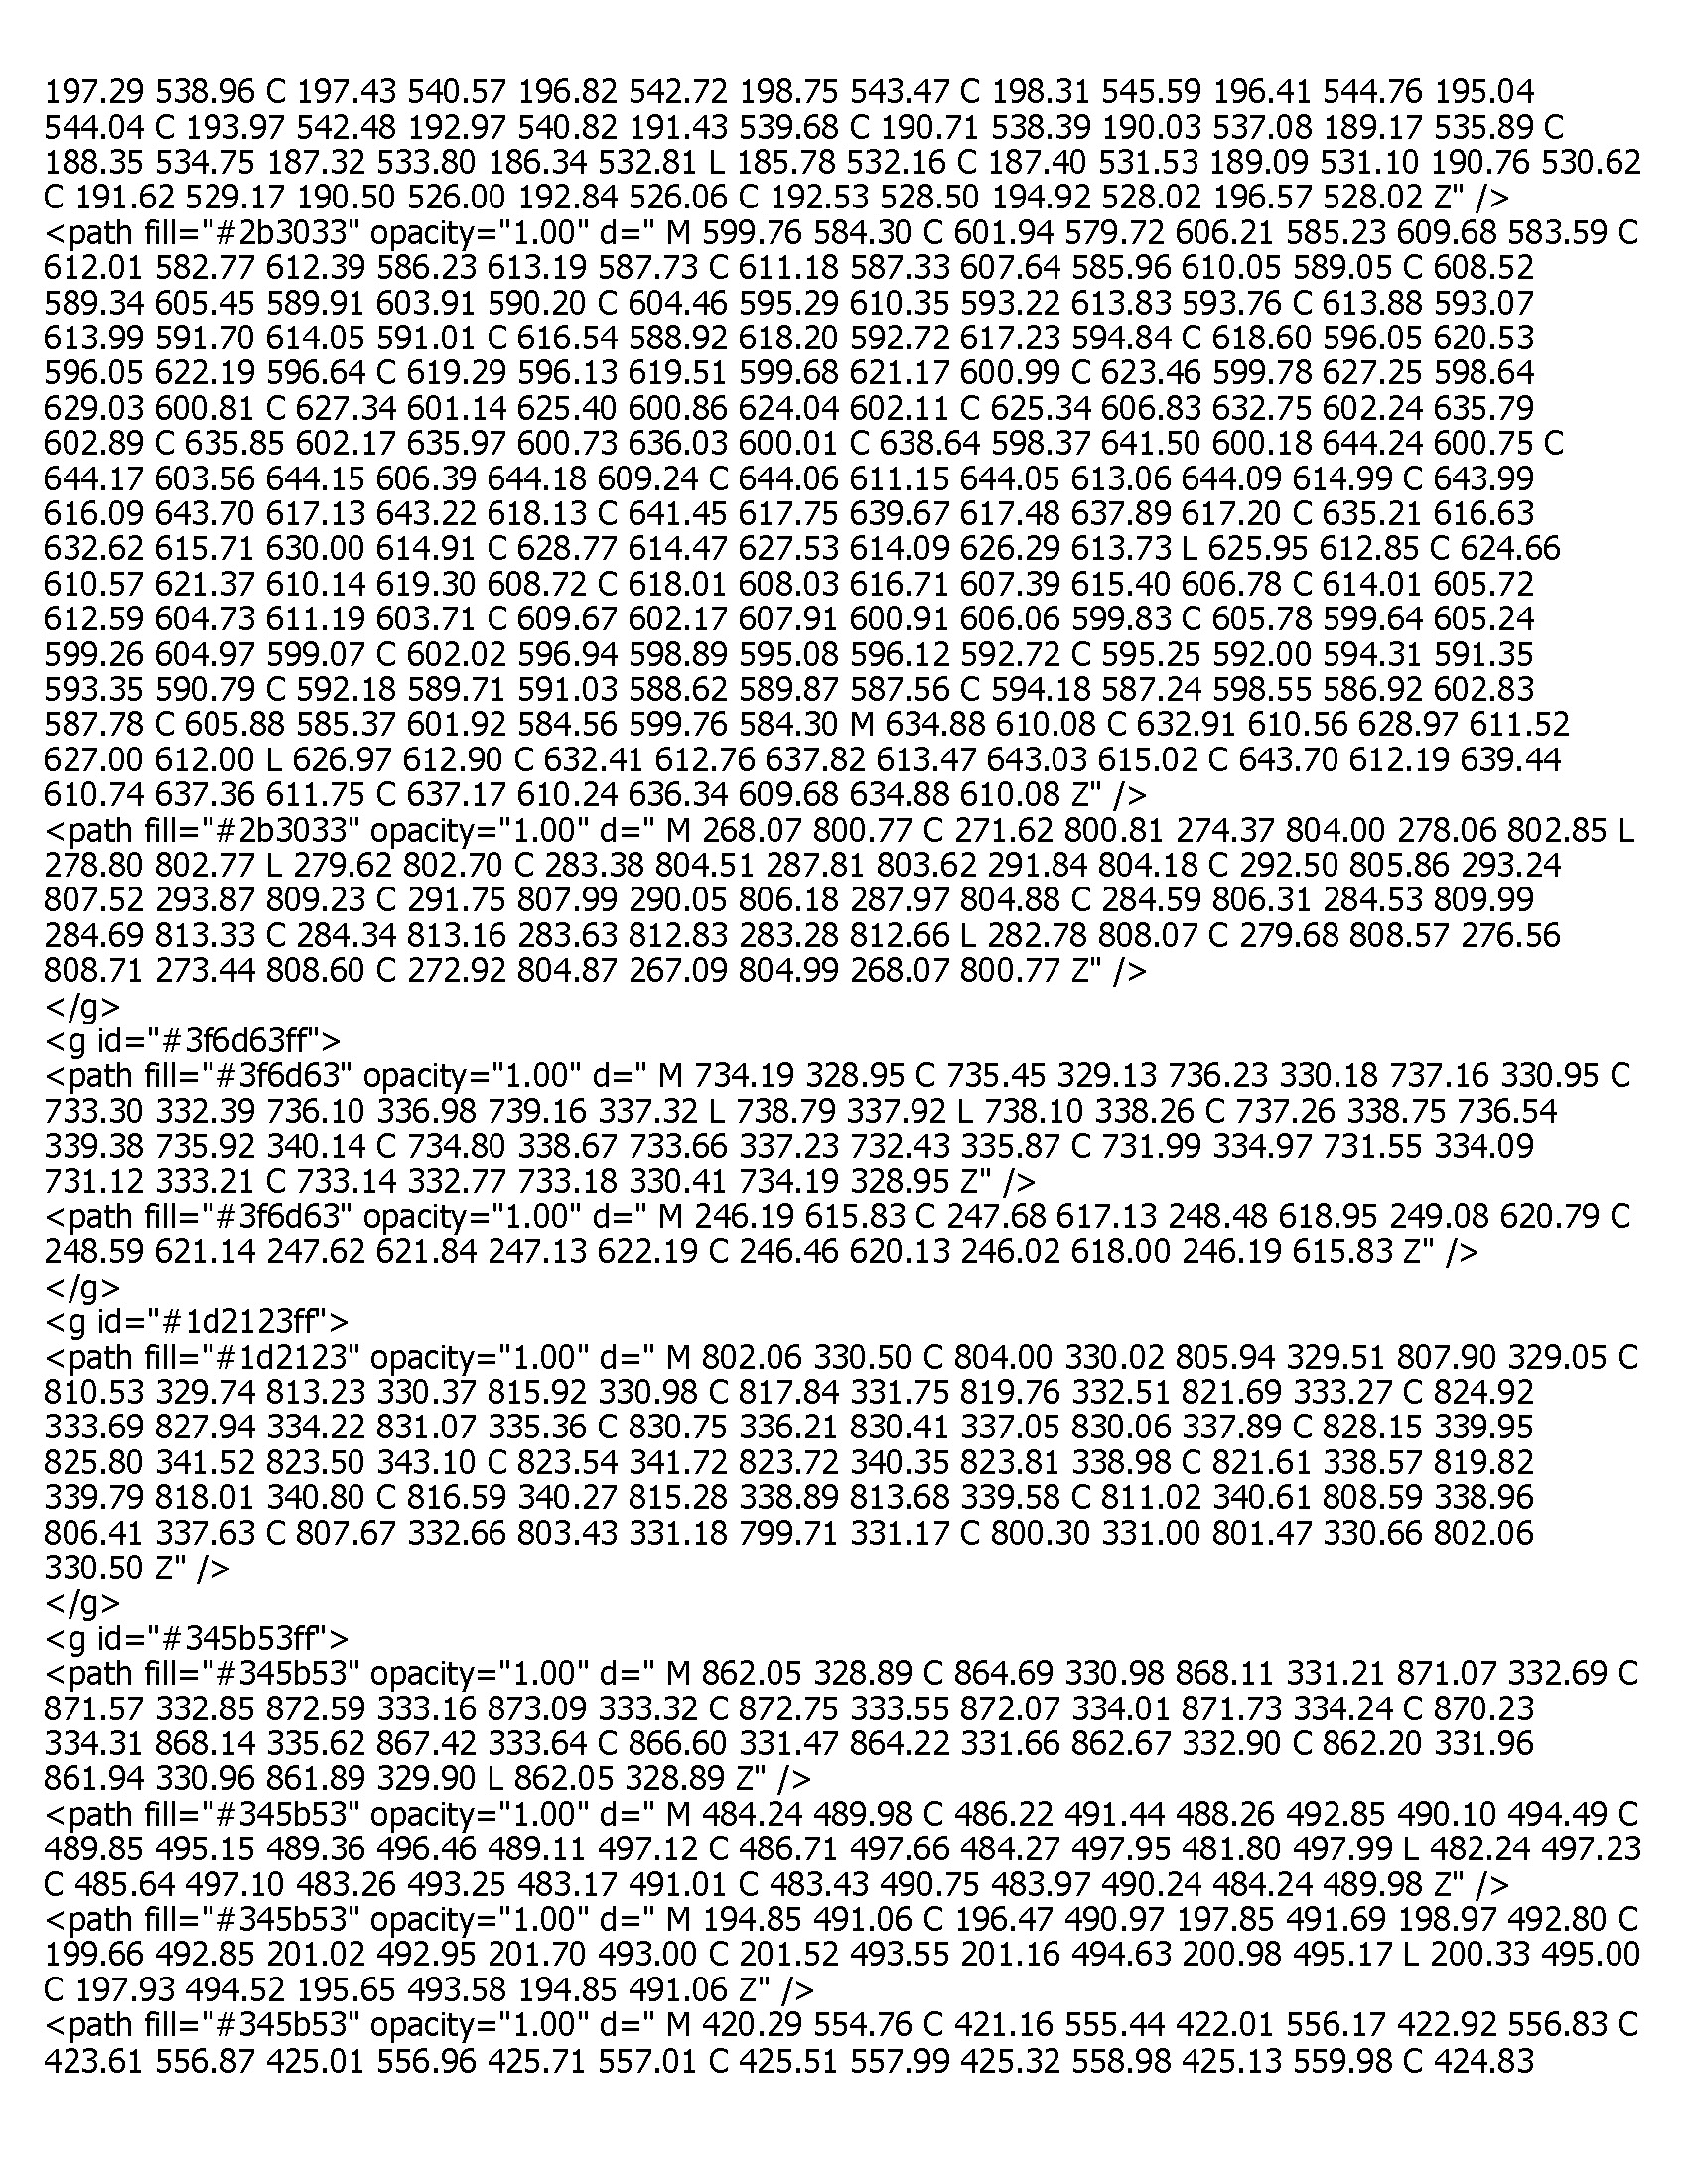 197.29 538.96 C 197.43 540.57 196.82 542.72 198.75 543.47 C 198.31 545.59 196.41 544.76 195.04
544.04 C 193.97 542.48 192.97 540.82 191.43 539.68 C 190.71 538.39 190.03 537.08 189.17 535.89 C
188.35 534.75 187.32 533.80 186.34 532.81 L 185.78 532.16 C 187.40 531.53 189.09 531.10 190.76 530.62
C 191.62 529.17 190.50 526.00 192.84 526.06 C 192.53 528.50 194.92 528.02 196.57 528.02 Z" />
<path fill="#2b3033" opacity="1.00" d=" M 599.76 584.30 C 601.94 579.72 606.21 585.23 609.68 583.59 C
612.01 582.77 612.39 586.23 613.19 587.73 C 611.18 587.33 607.64 585.96 610.05 589.05 C 608.52
589.34 605.45 589.91 603.91 590.20 C 604.46 595.29 610.35 593.22 613.83 593.76 C 613.88 593.07
613.99 591.70 614.05 591.01 C 616.54 588.92 618.20 592.72 617.23 594.84 C 618.60 596.05 620.53
596.05 622.19 596.64 C 619.29 596.13 619.51 599.68 621.17 600.99 C 623.46 599.78 627.25 598.64
629.03 600.81 C 627.34 601.14 625.40 600.86 624.04 602.11 C 625.34 606.83 632.75 602.24 635.79
602.89 C 635.85 602.17 635.97 600.73 636.03 600.01 C 638.64 598.37 641.50 600.18 644.24 600.75 C
644.17 603.56 644.15 606.39 644.18 609.24 C 644.06 611.15 644.05 613.06 644.09 614.99 C 643.99
616.09 643.70 617.13 643.22 618.13 C 641.45 617.75 639.67 617.48 637.89 617.20 C 635.21 616.63
632.62 615.71 630.00 614.91 C 628.77 614.47 627.53 614.09 626.29 613.73 L 625.95 612.85 C 624.66
610.57 621.37 610.14 619.30 608.72 C 618.01 608.03 616.71 607.39 615.40 606.78 C 614.01 605.72
612.59 604.73 611.19 603.71 C 609.67 602.17 607.91 600.91 606.06 599.83 C 605.78 599.64 605.24
599.26 604.97 599.07 C 602.02 596.94 598.89 595.08 596.12 592.72 C 595.25 592.00 594.31 591.35
593.35 590.79 C 592.18 589.71 591.03 588.62 589.87 587.56 C 594.18 587.24 598.55 586.92 602.83
587.78 C 605.88 585.37 601.92 584.56 599.76 584.30 M 634.88 610.08 C 632.91 610.56 628.97 611.52
627.00 612.00 L 626.97 612.90 C 632.41 612.76 637.82 613.47 643.03 615.02 C 643.70 612.19 639.44
610.74 637.36 611.75 C 637.17 610.24 636.34 609.68 634.88 610.08 Z" />
<path fill="#2b3033" opacity="1.00" d=" M 268.07 800.77 C 271.62 800.81 274.37 804.00 278.06 802.85 L
278.80 802.77 L 279.62 802.70 C 283.38 804.51 287.81 803.62 291.84 804.18 C 292.50 805.86 293.24
807.52 293.87 809.23 C 291.75 807.99 290.05 806.18 287.97 804.88 C 284.59 806.31 284.53 809.99
284.69 813.33 C 284.34 813.16 283.63 812.83 283.28 812.66 L 282.78 808.07 C 279.68 808.57 276.56
808.71 273.44 808.60 C 272.92 804.87 267.09 804.99 268.07 800.77 Z" />
</g>
<g id="#3f6d63ff">
<path fill="#3f6d63" opacity="1.00" d=" M 734.19 328.95 C 735.45 329.13 736.23 330.18 737.16 330.95 C
733.30 332.39 736.10 336.98 739.16 337.32 L 738.79 337.92 L 738.10 338.26 C 737.26 338.75 736.54
339.38 735.92 340.14 C 734.80 338.67 733.66 337.23 732.43 335.87 C 731.99 334.97 731.55 334.09
731.12 333.21 C 733.14 332.77 733.18 330.41 734.19 328.95 Z" />
<path fill="#3f6d63" opacity="1.00" d=" M 246.19 615.83 C 247.68 617.13 248.48 618.95 249.08 620.79 C
248.59 621.14 247.62 621.84 247.13 622.19 C 246.46 620.13 246.02 618.00 246.19 615.83 Z" />
</g>
<g id="#1d2123ff">
<path fill="#1d2123" opacity="1.00" d=" M 802.06 330.50 C 804.00 330.02 805.94 329.51 807.90 329.05 C
810.53 329.74 813.23 330.37 815.92 330.98 C 817.84 331.75 819.76 332.51 821.69 333.27 C 824.92
333.69 827.94 334.22 831.07 335.36 C 830.75 336.21 830.41 337.05 830.06 337.89 C 828.15 339.95
825.80 341.52 823.50 343.10 C 823.54 341.72 823.72 340.35 823.81 338.98 C 821.61 338.57 819.82
339.79 818.01 340.80 C 816.59 340.27 815.28 338.89 813.68 339.58 C 811.02 340.61 808.59 338.96
806.41 337.63 C 807.67 332.66 803.43 331.18 799.71 331.17 C 800.30 331.00 801.47 330.66 802.06
330.50 Z" />
</g>
<g id="#345b53ff">
<path fill="#345b53" opacity="1.00" d=" M 862.05 328.89 C 864.69 330.98 868.11 331.21 871.07 332.69 C
871.57 332.85 872.59 333.16 873.09 333.32 C 872.75 333.55 872.07 334.01 871.73 334.24 C 870.23
334.31 868.14 335.62 867.42 333.64 C 866.60 331.47 864.22 331.66 862.67 332.90 C 862.20 331.96
861.94 330.96 861.89 329.90 L 862.05 328.89 Z" />
<path fill="#345b53" opacity="1.00" d=" M 484.24 489.98 C 486.22 491.44 488.26 492.85 490.10 494.49 C
489.85 495.15 489.36 496.46 489.11 497.12 C 486.71 497.66 484.27 497.95 481.80 497.99 L 482.24 497.23
C 485.64 497.10 483.26 493.25 483.17 491.01 C 483.43 490.75 483.97 490.24 484.24 489.98 Z" />
<path fill="#345b53" opacity="1.00" d=" M 194.85 491.06 C 196.47 490.97 197.85 491.69 198.97 492.80 C
199.66 492.85 201.02 492.95 201.70 493.00 C 201.52 493.55 201.16 494.63 200.98 495.17 L 200.33 495.00
C 197.93 494.52 195.65 493.58 194.85 491.06 Z" />
<path fill="#345b53" opacity="1.00" d=" M 420.29 554.76 C 421.16 555.44 422.01 556.17 422.92 556.83 C
423.61 556.87 425.01 556.96 425.71 557.01 C 425.51 557.99 425.32 558.98 425.13 559.98 C 424.83